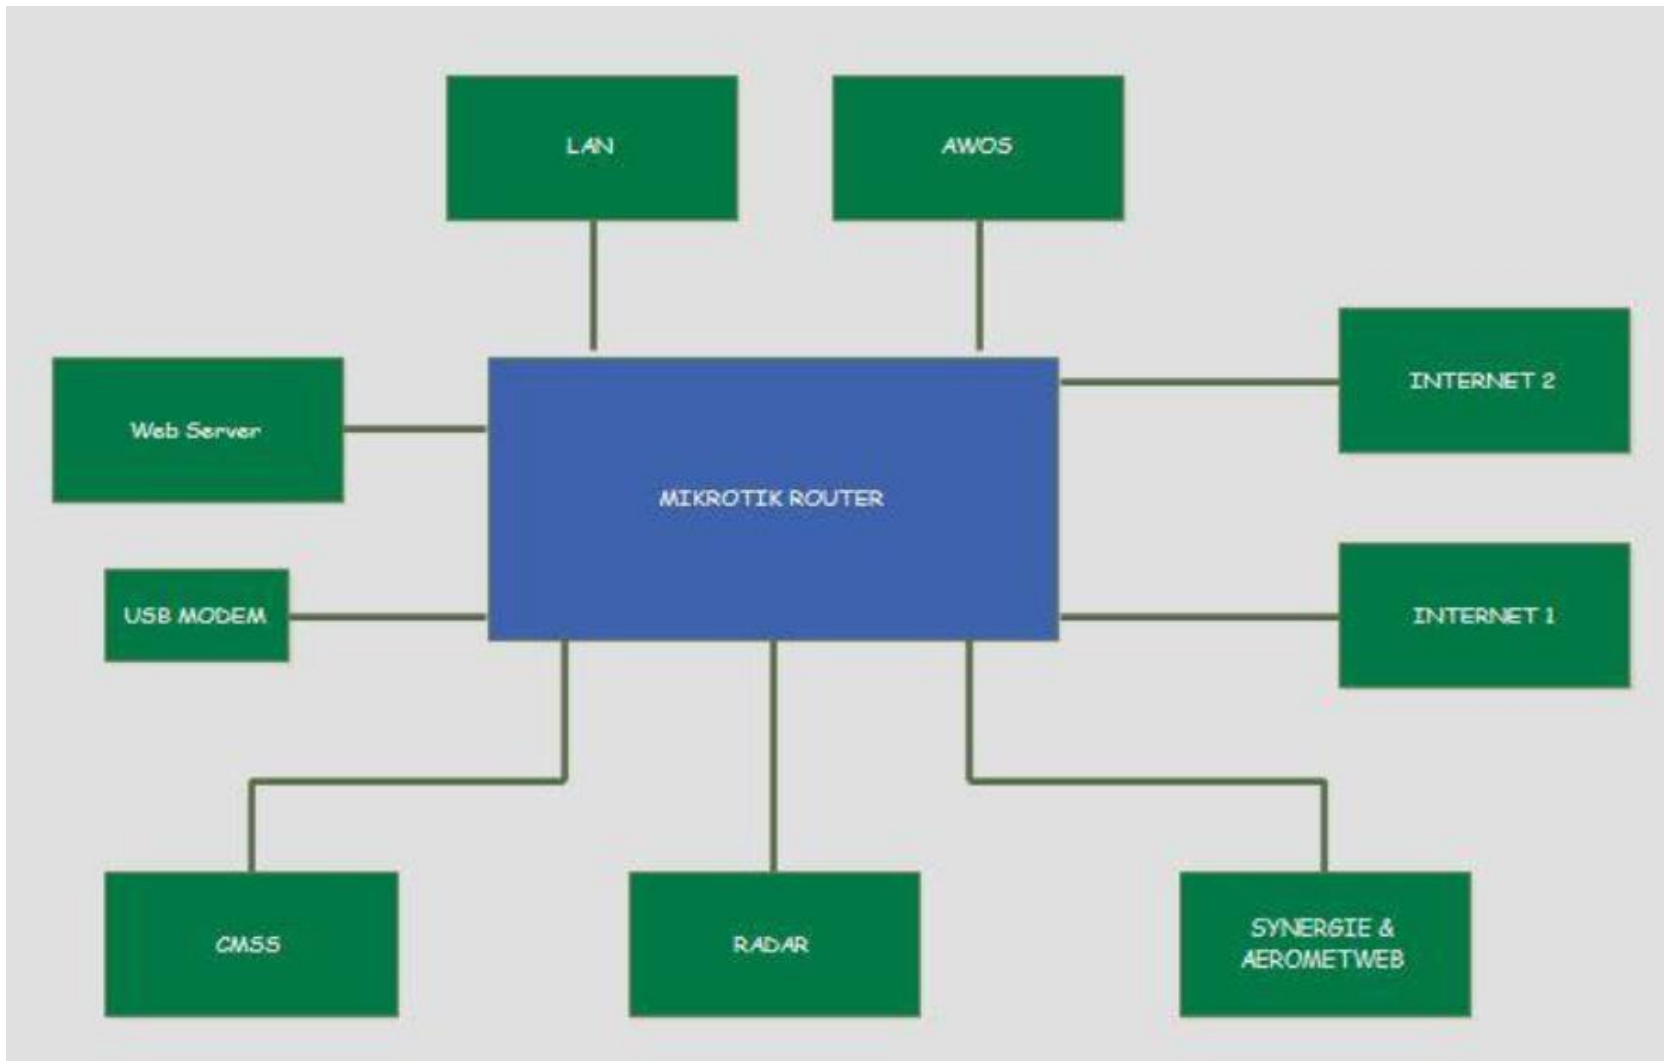 LAN
AWOS
INTERNET 2
Web Server
MIKROTIK ROUTER
USB MODEM
INTERNET 1
CMSS
RADAR
SYNERGIE &
AEROMETWEB